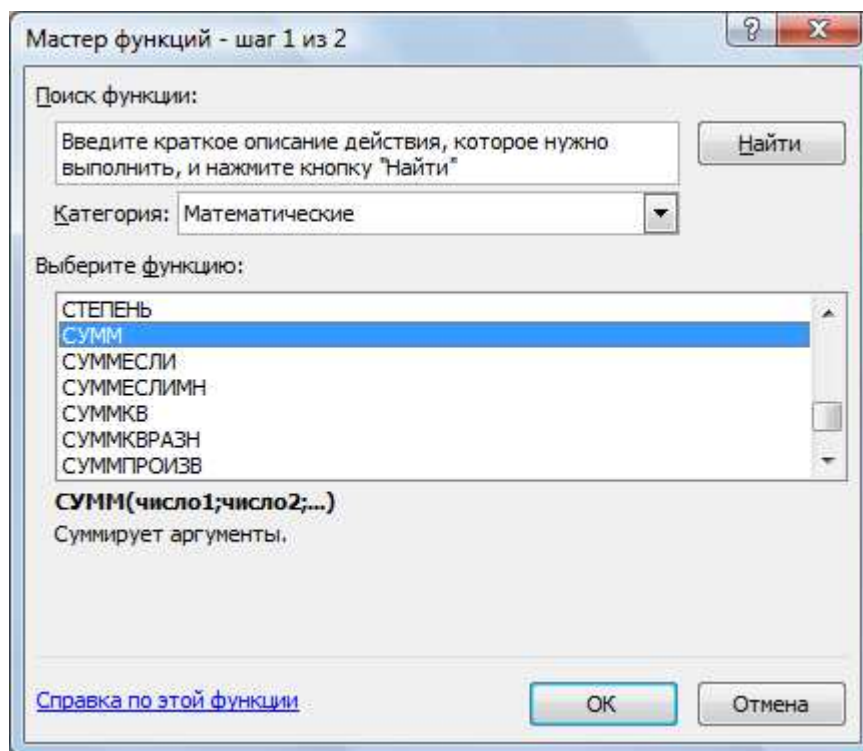 Мастер функций - шаг 1 из 2
Поиск функции:
Введите краткое описание действия, которое нужно
выполнить, и нажмите кнопку "Найти"
Найти
Категория: Математические
Выберите функцию:
СТЕПЕНЬ
СУММ
СУММЕСЛИ
СУММЕСЛИМН
СУММКВ
СУММКВРАЗН
СУММПРОИЗВ
СУММ(число1;число2;...)
Суммирует аргументы.
Справка по этой функции
ОК
Отмена